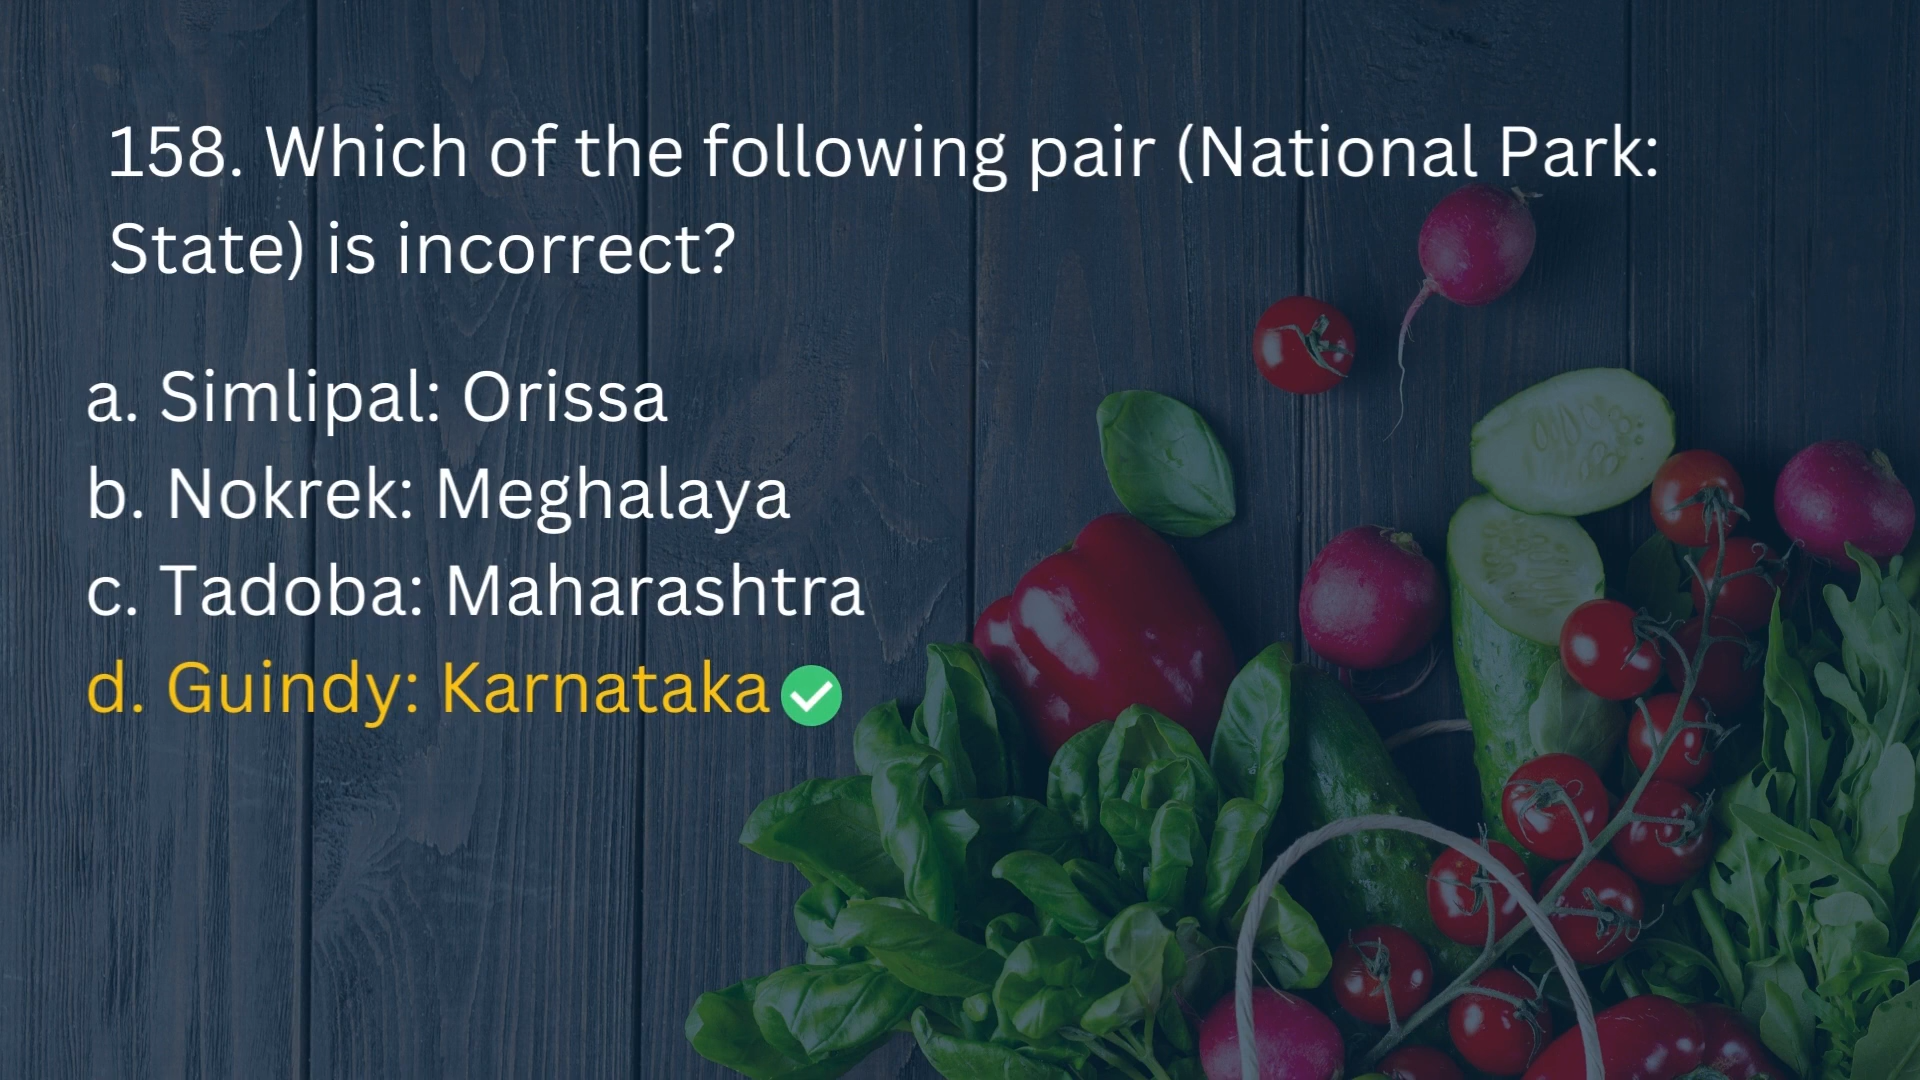 158. Which of the following pair (National Park:
State) is incorrect?
a. Simlipal: Orissa
b. Nokrek: Meghalaya
c. Tadoba: Maharashtra
d. Guindy: Karnataka